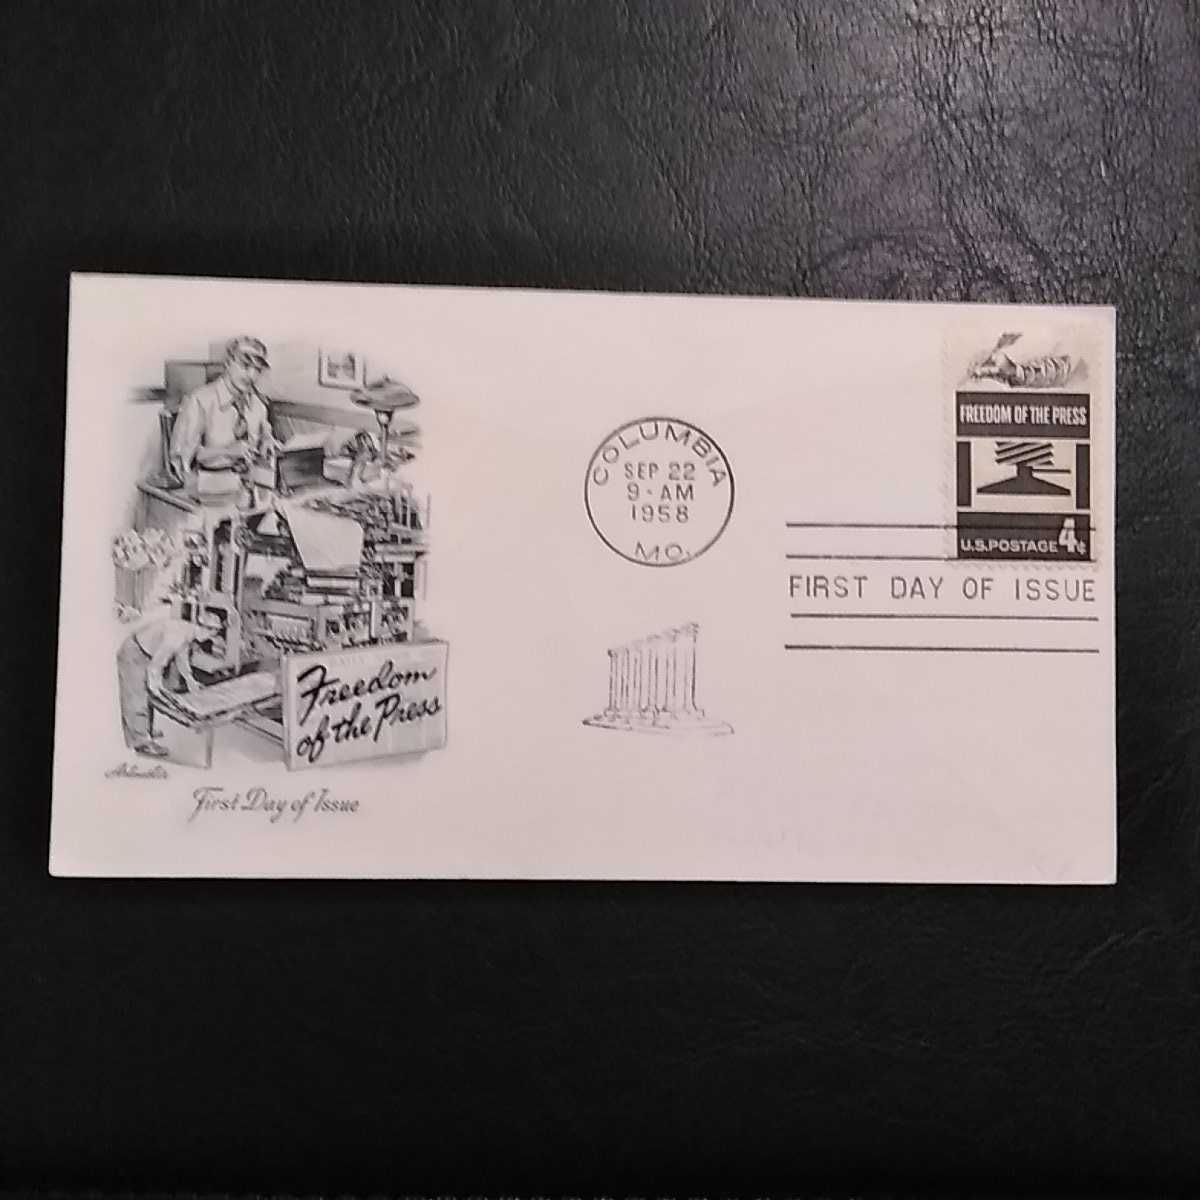 Freedom
of the Press
Artmaster
First Day of Issue
COLUMBIA
SEP 22
9-AM
1958
MO.
FREEDOM OF THE PRESS
U.S.POSTAGE 4¢
FIRST DAY OF ISSUE